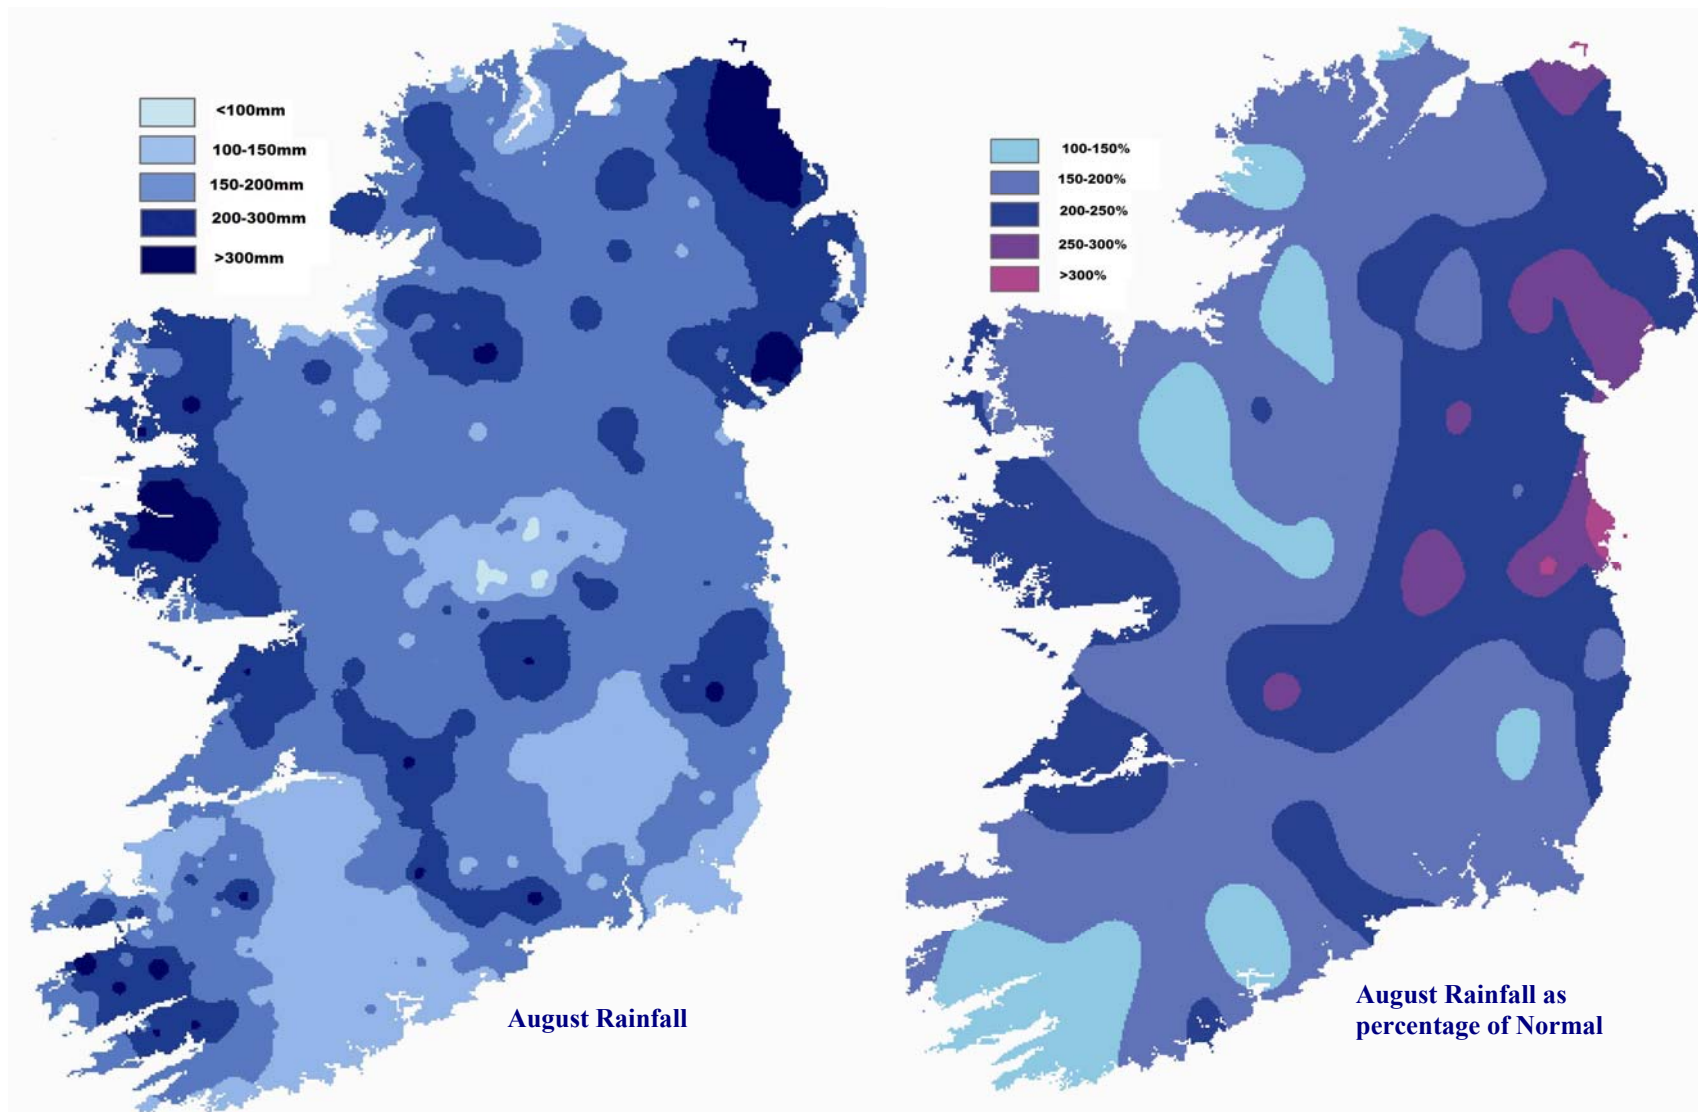 <100mm
100-150mm
150-200mm
200-300mm
>300mm
August Rainfall
100-150%
150-200%
200-250%
250-300%
>300%
August Rainfall as
percentage of Normal